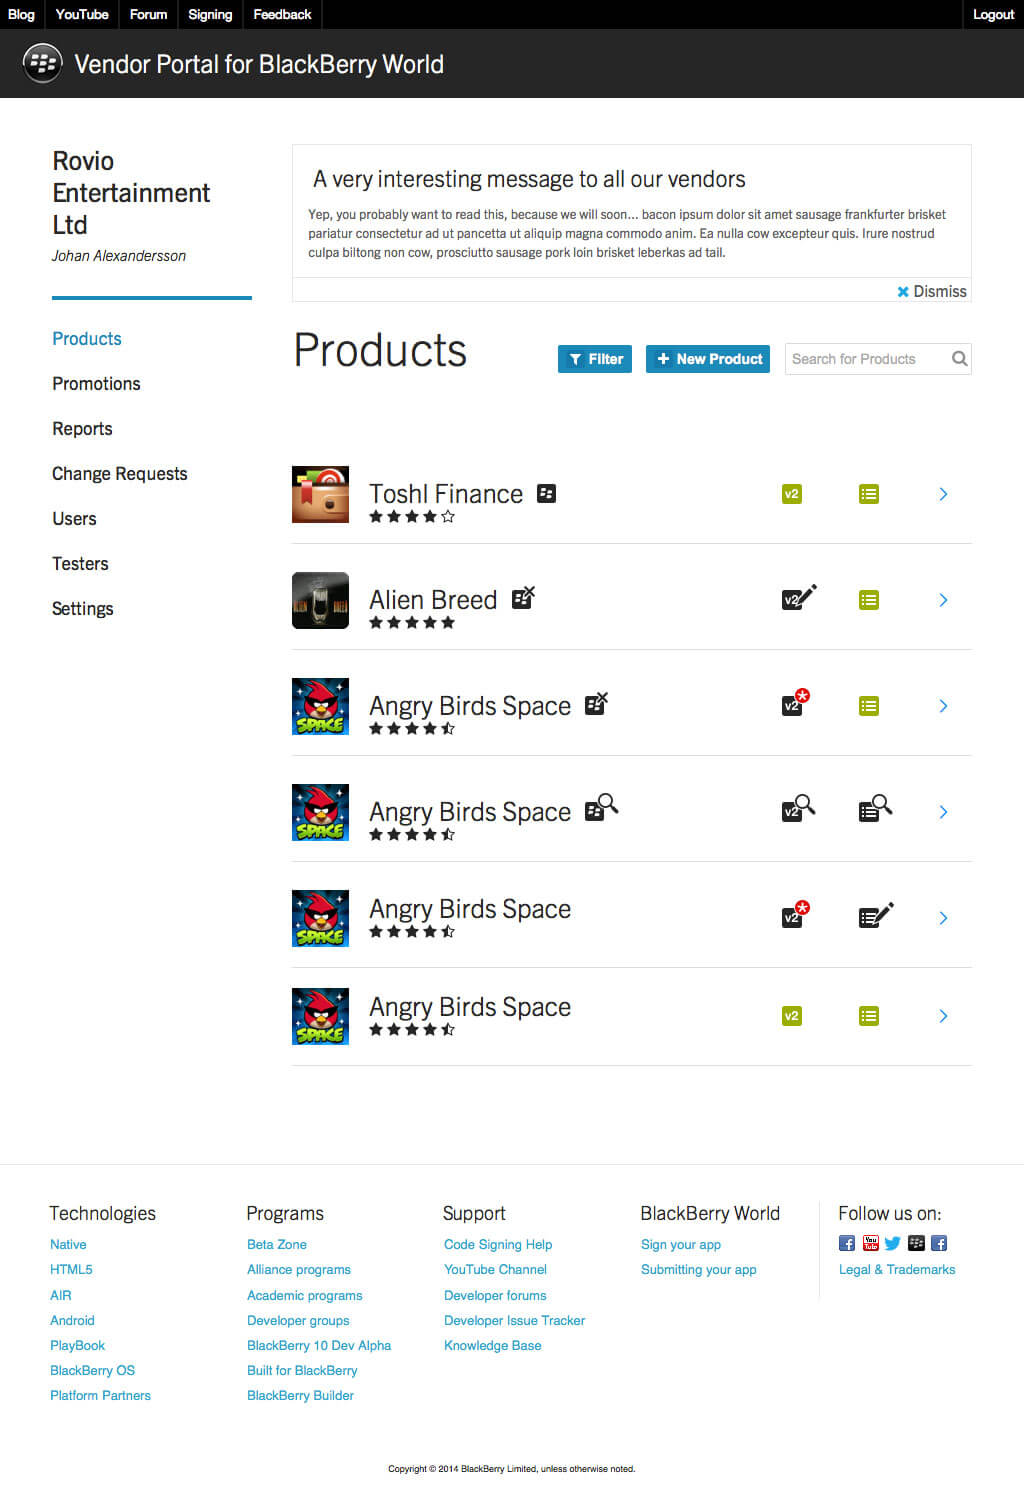 Blog YouTube Forum Signing Feedback Logout
Vendor Portal for BlackBerry World
Rovio
Entertainment
Ltd
Johan Alexandersson
Products
Promotions
Reports
Change Requests
Users
Testers
Settings
A very interesting message to all our vendors
Yep, you probably want to read this, because we will soon... bacon ipsum dolor sit amet sausage frankfurter brisket
pariatur consectetur ad ut pancetta ut aliquip magna commodo anim. Ea nulla cow excepteur quis. Irure nostrud
culpa biltong non cow, prosciutto sausage pork loin brisket leberkas ad tail.
Dismiss
Products
Filter
New Product
Search for Products
Toshl Finance
v2
ALIEN BREED
Alien Breed
v2
SPACE
Angry Birds Space
v2
SPACE
Angry Birds Space
v2
SPACE
Angry Birds Space
v2
SPACE
Angry Birds Space
v2
Technologies
Native
HTML5
AIR
Android
PlayBook
BlackBerry OS
Platform Partners
Programs
Beta Zone
Alliance programs
Academic programs
Developer groups
BlackBerry 10 Dev Alpha
Built for BlackBerry
BlackBerry Builder
Support
Code Signing Help
YouTube Channel
Developer forums
Developer Issue Tracker
Knowledge Base
BlackBerry World
Sign your app
Submitting your app
Follow us on:
f You Tube f
Legal & Trademarks
Copyright © 2014 BlackBerry Limited, unless otherwise noted.